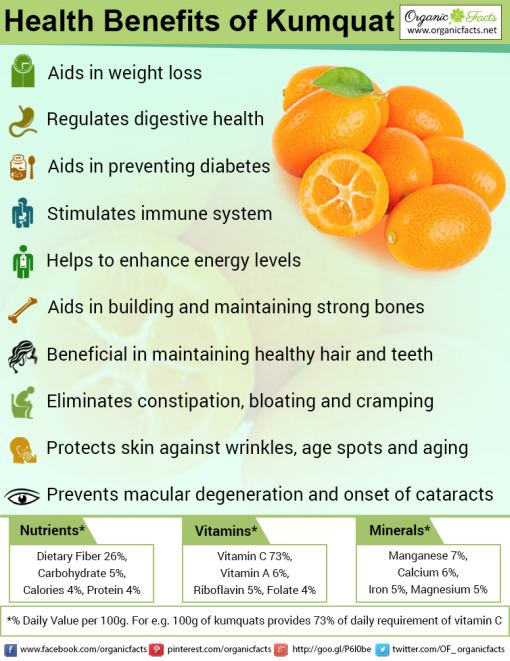 Health Benefits of Kumquat
Organic Facts
www.organicfacts.net
Aids in weight loss
Regulates digestive health
Aids in preventing diabetes
Stimulates immune system
Helps to enhance energy levels
Aids in building and maintaining strong bones
Beneficial in maintaining healthy hair and teeth
Eliminates constipation, bloating and cramping
Protects skin against wrinkles, age spots and aging
Prevents macular degeneration and onset of cataracts
Nutrients*
Dietary Fiber 26%,
Carbohydrate 5%,
Calories 4%, Protein 4%
Vitamins*
Vitamin C 73%,
Vitamin A 6%,
Riboflavin 5%, Folate 4%
Minerals*
Manganese 7%,
Calcium 6%,
Iron 5%, Magnesium 5%
*% Daily Value per 100g. For e.g. 100g of kumquats provides 73% of daily requirement of vitamin C
www.facebook.com/organicfacts pinterest.com/organicfacts http://goo.gl/P6l0be twitter.com/OF_organicfacts